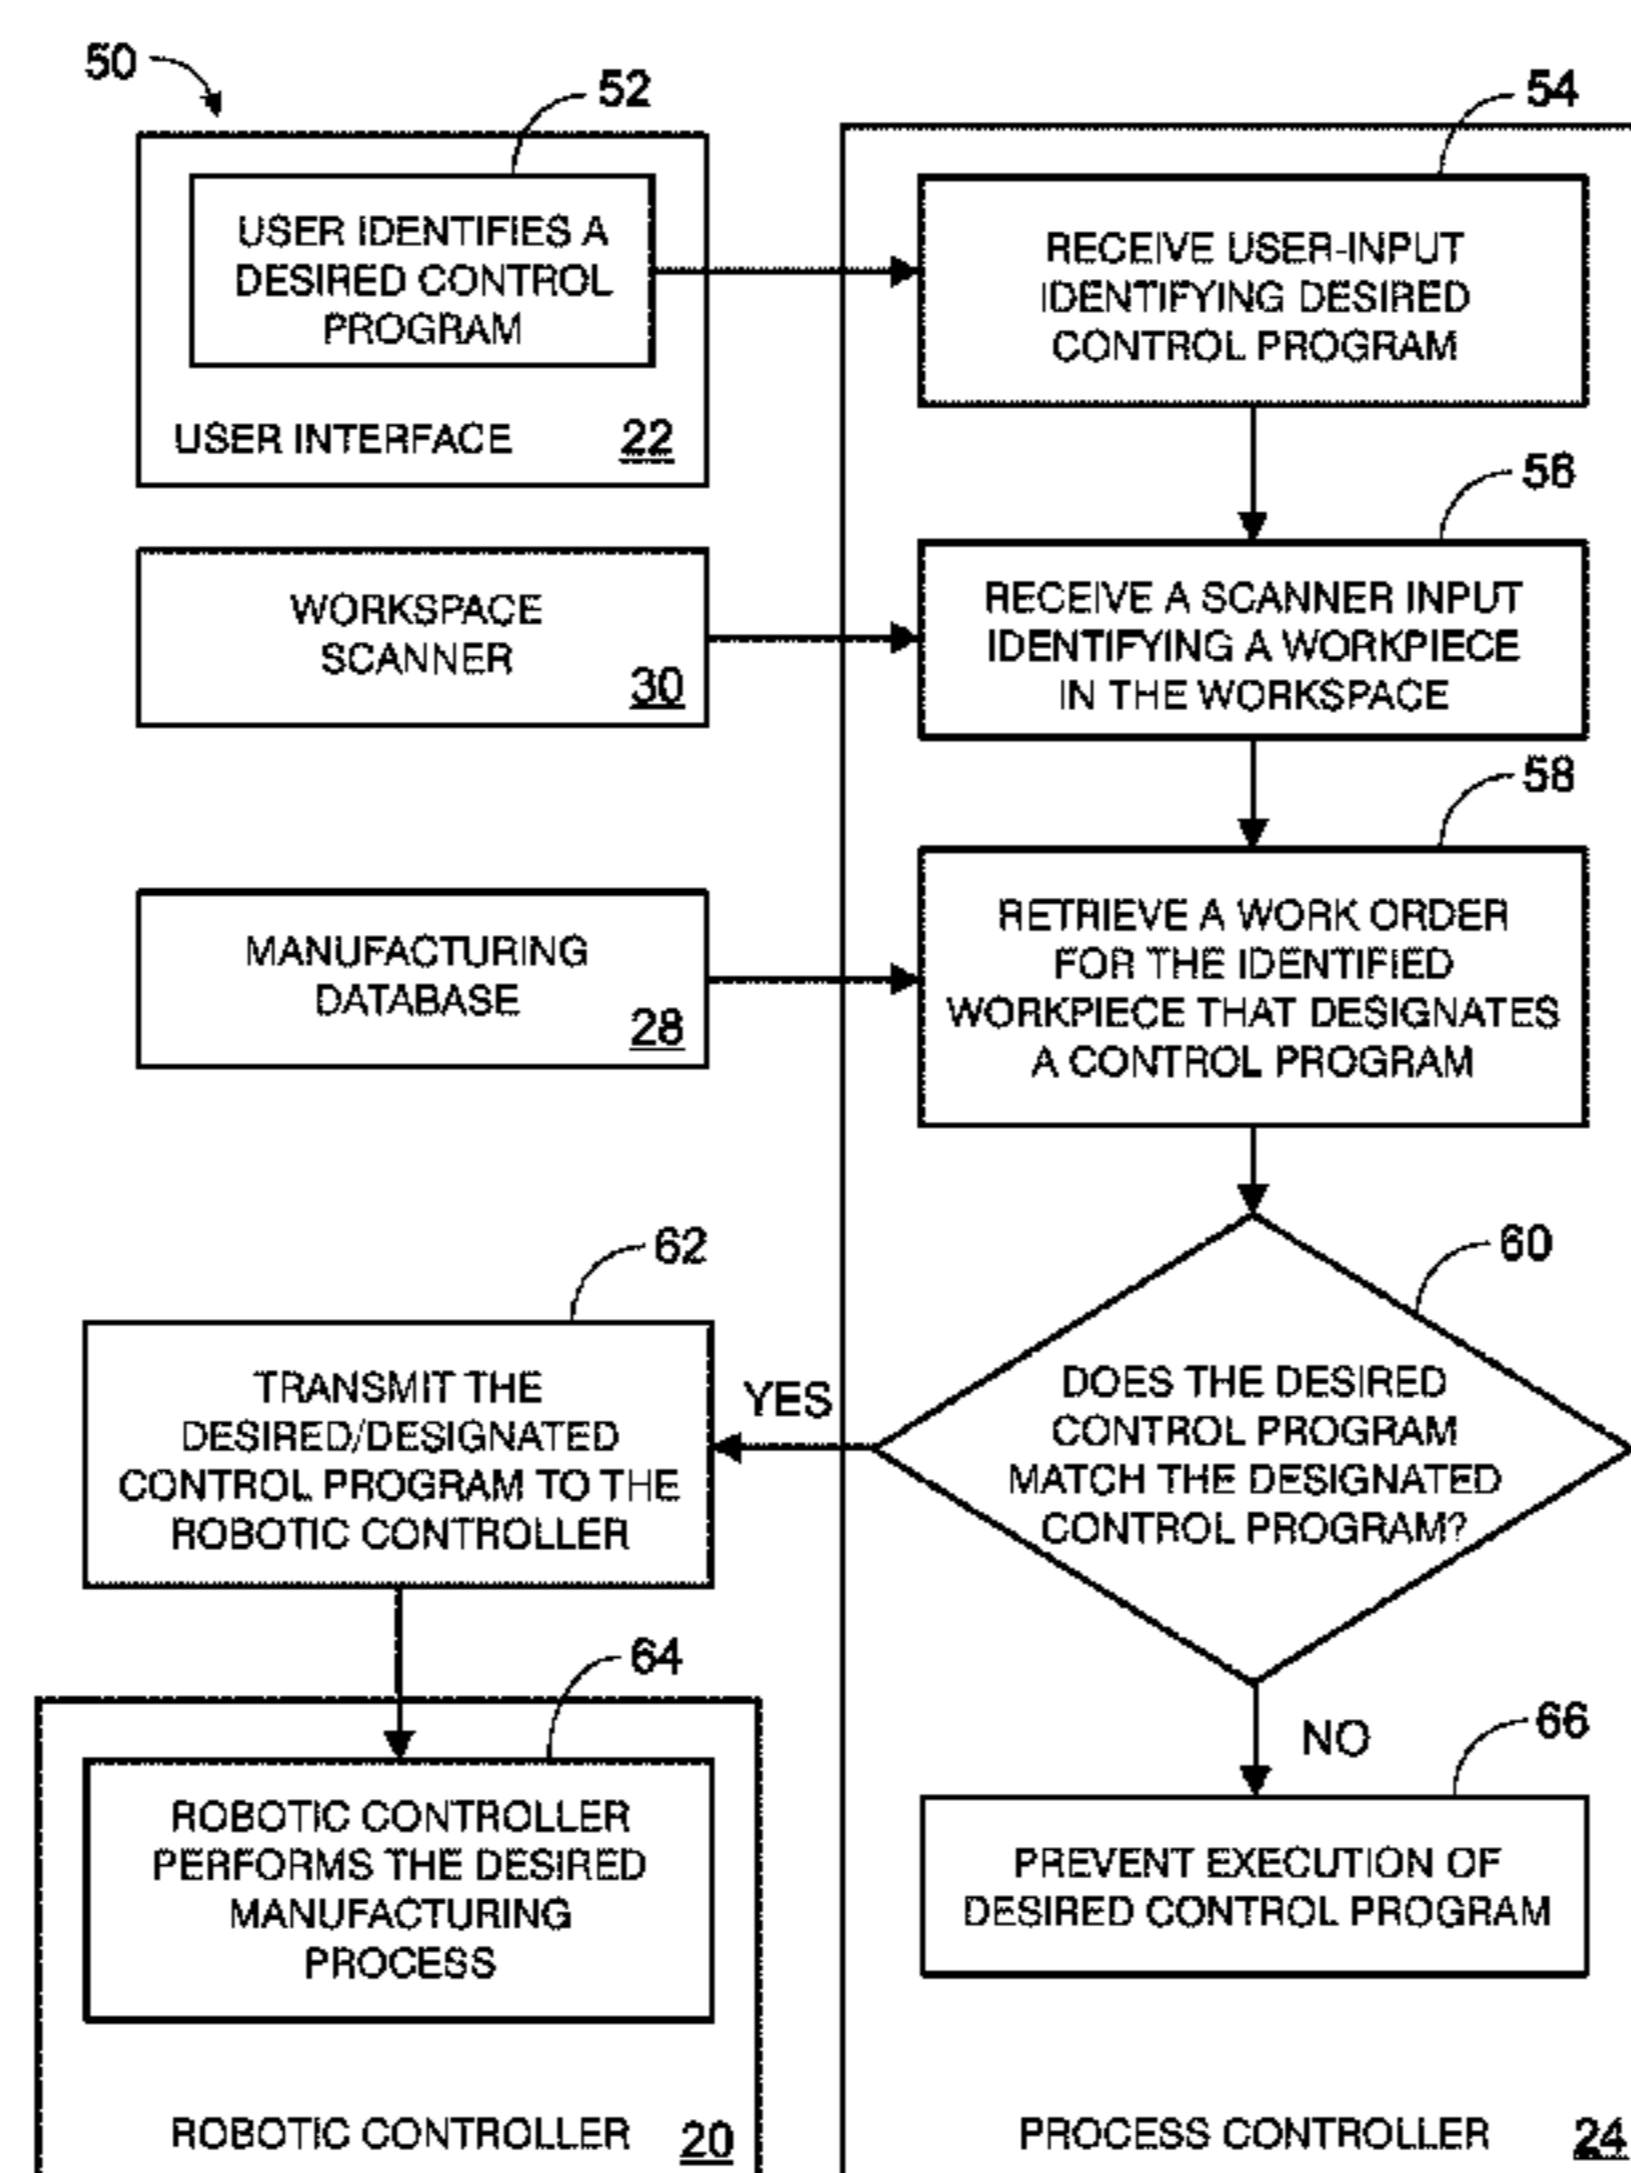 50
52
USER IDENTIFIES A
DESIRED CONTROL
PROGRAM
USER INTERFACE 22
54
RECEIVE USER-INPUT
IDENTIFYING DESIRED
CONTROL PROGRAM
WORKSPACE
SCANNER
30
56
RECEIVE A SCANNER INPUT
IDENTIFYING A WORKPIECE
IN THE WORKSPACE
MANUFACTURING
DATABASE
28
58
RETRIEVE A WORK ORDER
FOR THE IDENTIFIED
WORKPIECE THAT DESIGNATES
A CONTROL PROGRAM
60
DOES THE DESIRED
CONTROL PROGRAM
MATCH THE DESIGNATED
CONTROL PROGRAM?
YES
62
TRANSMIT THE
DESIRED/DESIGNATED
CONTROL PROGRAM TO THE
ROBOTIC CONTROLLER
64
ROBOTIC CONTROLLER
PERFORMS THE DESIRED
MANUFACTURING
PROCESS
ROBOTIC CONTROLLER 20
NO
66
PREVENT EXECUTION OF
DESIRED CONTROL PROGRAM
PROCESS CONTROLLER 24